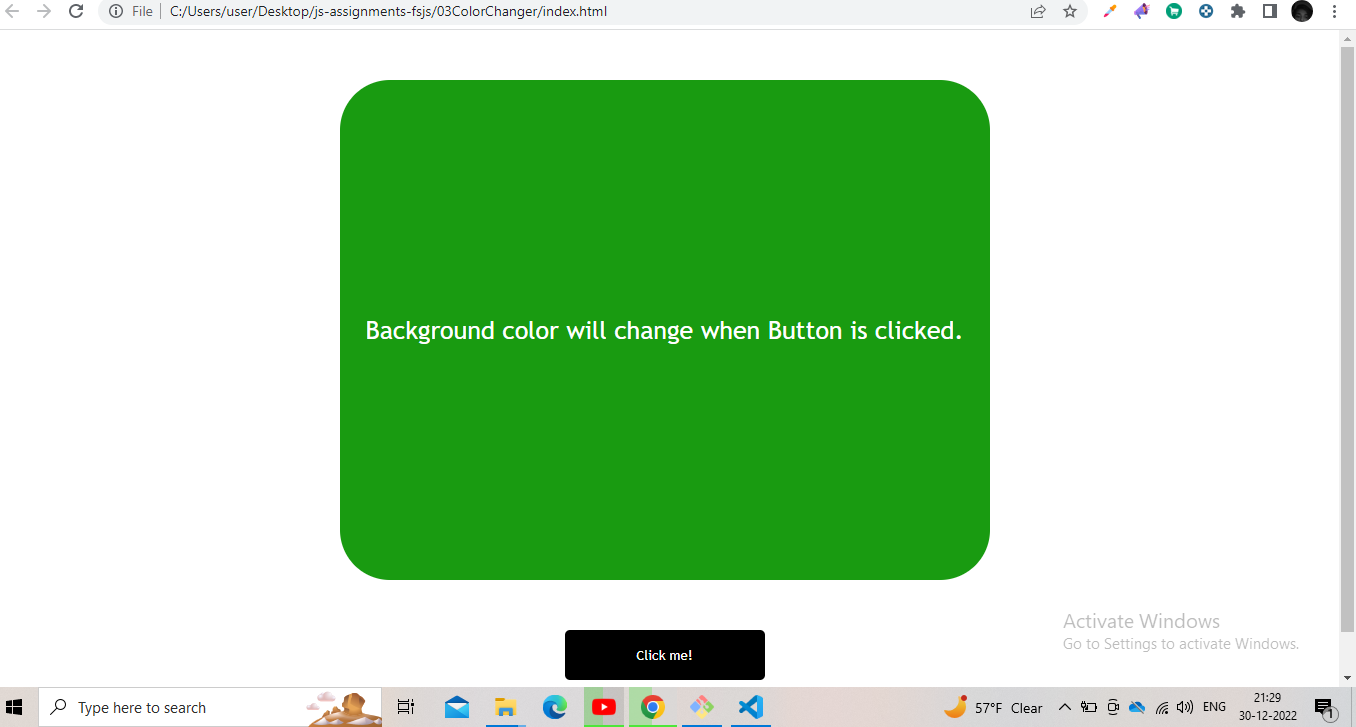 File
C:/Users/user/Desktop/js-assignments-fsjs/03ColorChanger/index.html
Background color will change when Button is clicked.
Click me!
Activate Windows
Go to Settings to activate Windows.
Type here to search
57°F Clear
ENG
21:29
30-12-2022
1